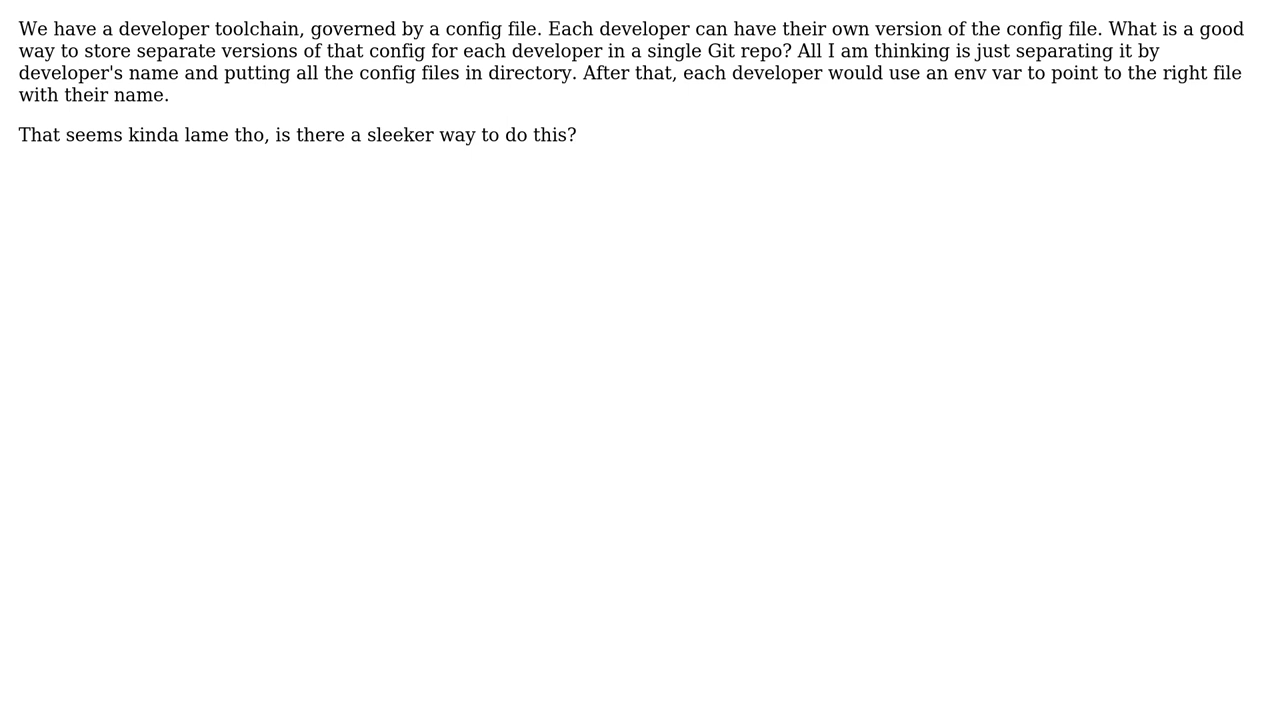 We have a developer toolchain, governed by a config file. Each developer can have their own version of the config file. What is a good
way to store separate versions of that config for each developer in a single Git repo? All I am thinking is just separating it by
developer's name and putting all the config files in directory. After that, each developer would use an env var to point to the right file
with their name.
That seems kinda lame tho, is there a sleeker way to do this?